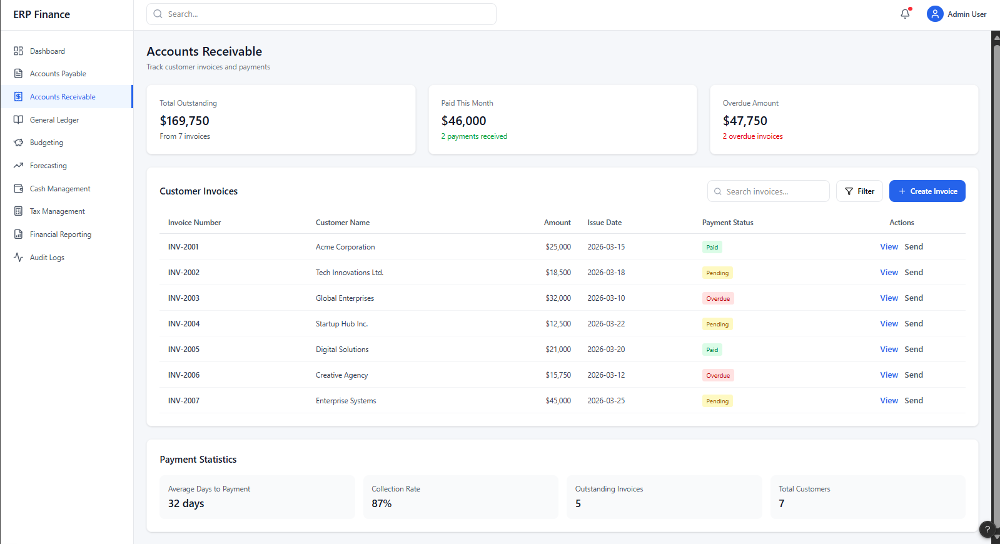 ERP Finance
Search...
Admin User
Dashboard
Accounts Payable
Accounts Receivable
General Ledger
Budgeting
Forecasting
Cash Management
Tax Management
Financial Reporting
Audit Logs
Accounts Receivable
Track customer invoices and payments
Total Outstanding
$169,750
From 7 invoices
Paid This Month
$46,000
2 payments received
Overdue Amount
$47,750
2 overdue invoices
Customer Invoices
Search invoices...
Filter
+ Create Invoice
Invoice Number Customer Name Amount Issue Date Payment Status Actions
INV-2001 Acme Corporation $25,000 2026-03-15 Paid View Send
INV-2002 Tech Innovations Ltd. $18,500 2026-03-18 Pending View Send
INV-2003 Global Enterprises $32,000 2026-03-10 Overdue View Send
INV-2004 Startup Hub Inc. $12,500 2026-03-22 Pending View Send
INV-2005 Digital Solutions $21,000 2026-03-20 Paid View Send
INV-2006 Creative Agency $15,750 2026-03-12 Overdue View Send
INV-2007 Enterprise Systems $45,000 2026-03-25 Pending View Send
Payment Statistics
Average Days to Payment
32 days
Collection Rate
87%
Outstanding Invoices
5
Total Customers
7
?